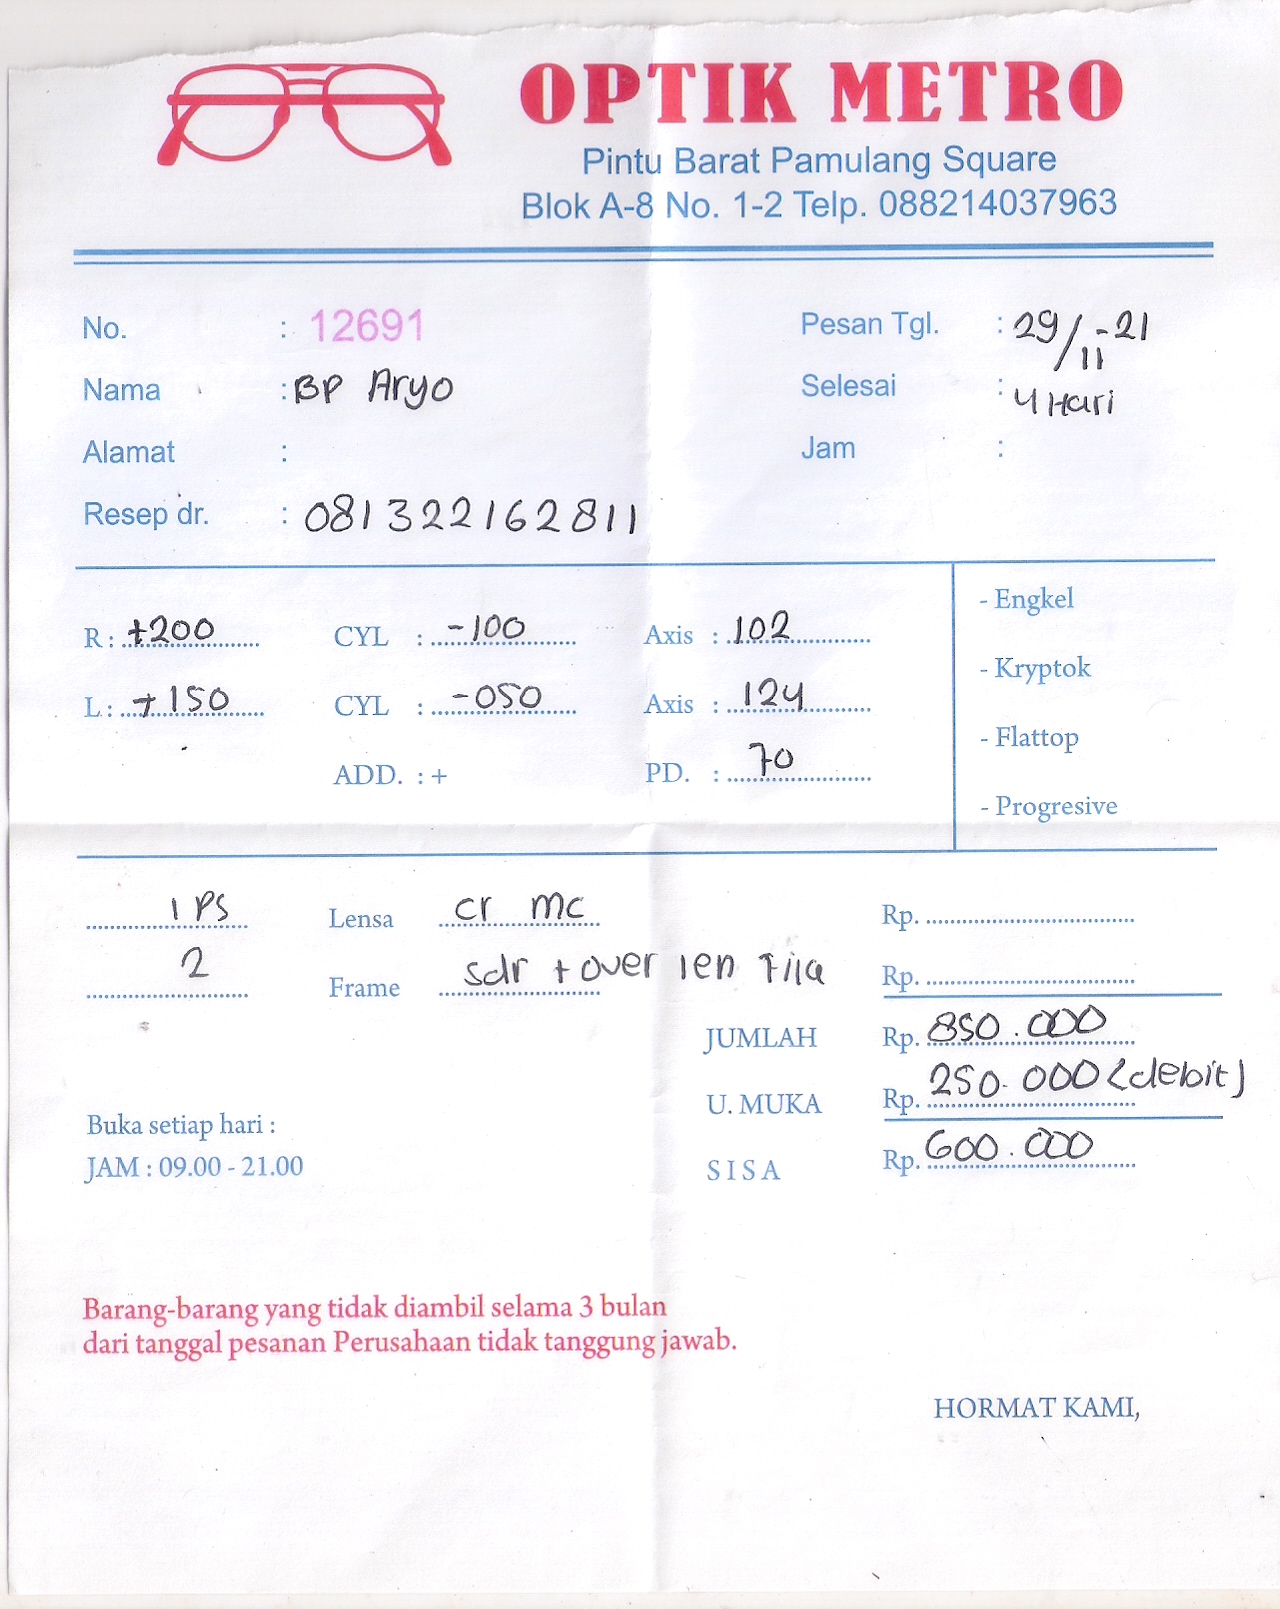 OPTIK METRO
Pintu Barat Pamulang Square
Blok A-8 No. 1-2 Telp. 088214037963
No. : 12691
Pesan Tgl. : 29/11-21
Nama : BP Aryo
Selesai : 4 Hari
Alamat :
Jam :
Resep dr. : 081322162811
R : +200 CYL : -100 Axis : 102
L : +150 CYL : -050 Axis : 124
ADD. : + PD. : 70
- Engkel
- Kryptok
- Flattop
- Progresive
1 PS Lensa cr mc Rp.
2 Frame sdr + over len Fila Rp.
JUMLAH Rp. 850.000
U. MUKA Rp. 250.000 (debit)
SISA Rp. 600.000
Buka setiap hari :
JAM : 09.00 - 21.00
Barang-barang yang tidak diambil selama 3 bulan
dari tanggal pesanan Perusahaan tidak tanggung jawab.
HORMAT KAMI,